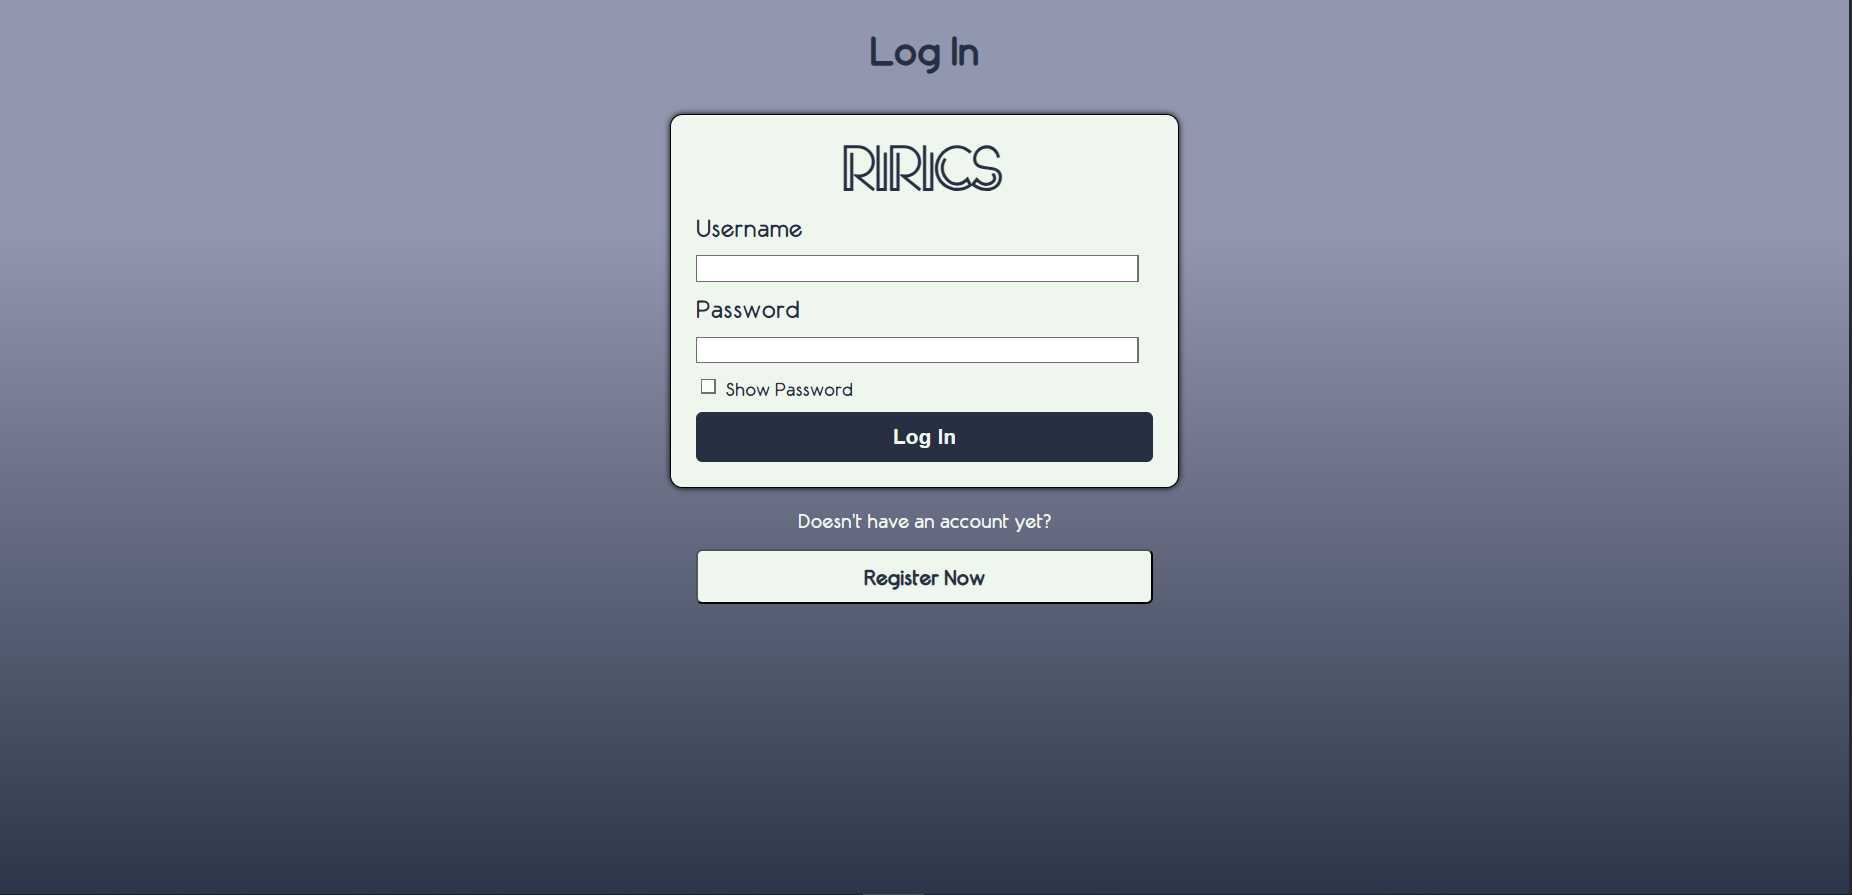 Log In
RIRICS
Username
Password
Show Password
Log In
Doesn't have an account yet?
Register Now